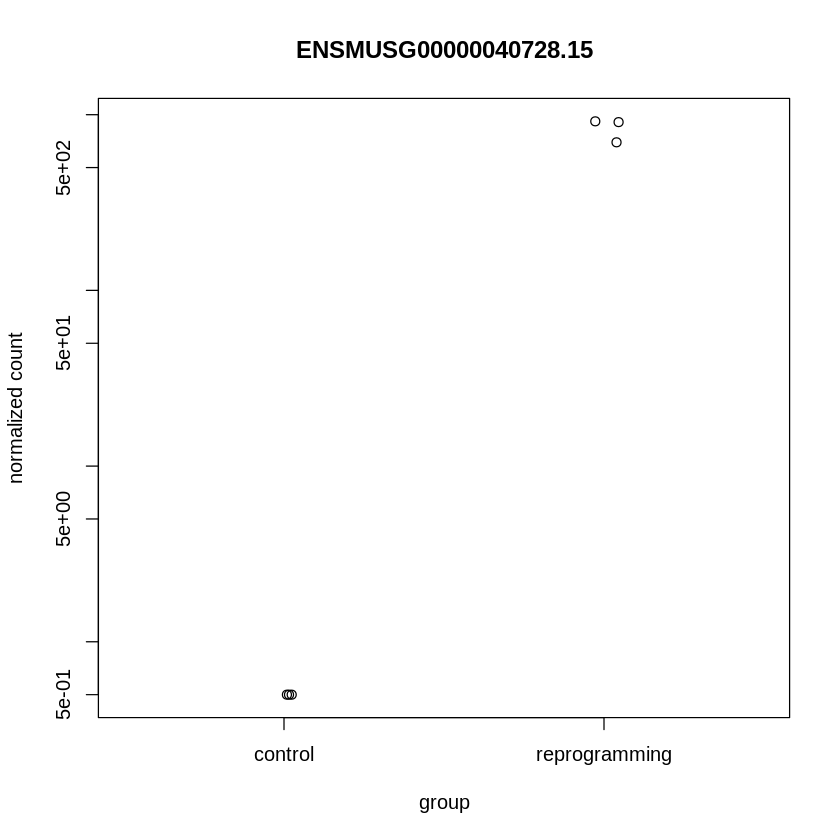 ENSMUSG00000040728.15
normalized count
5e+02
5e+01
5e+00
5e-01
control
reprogramming
group